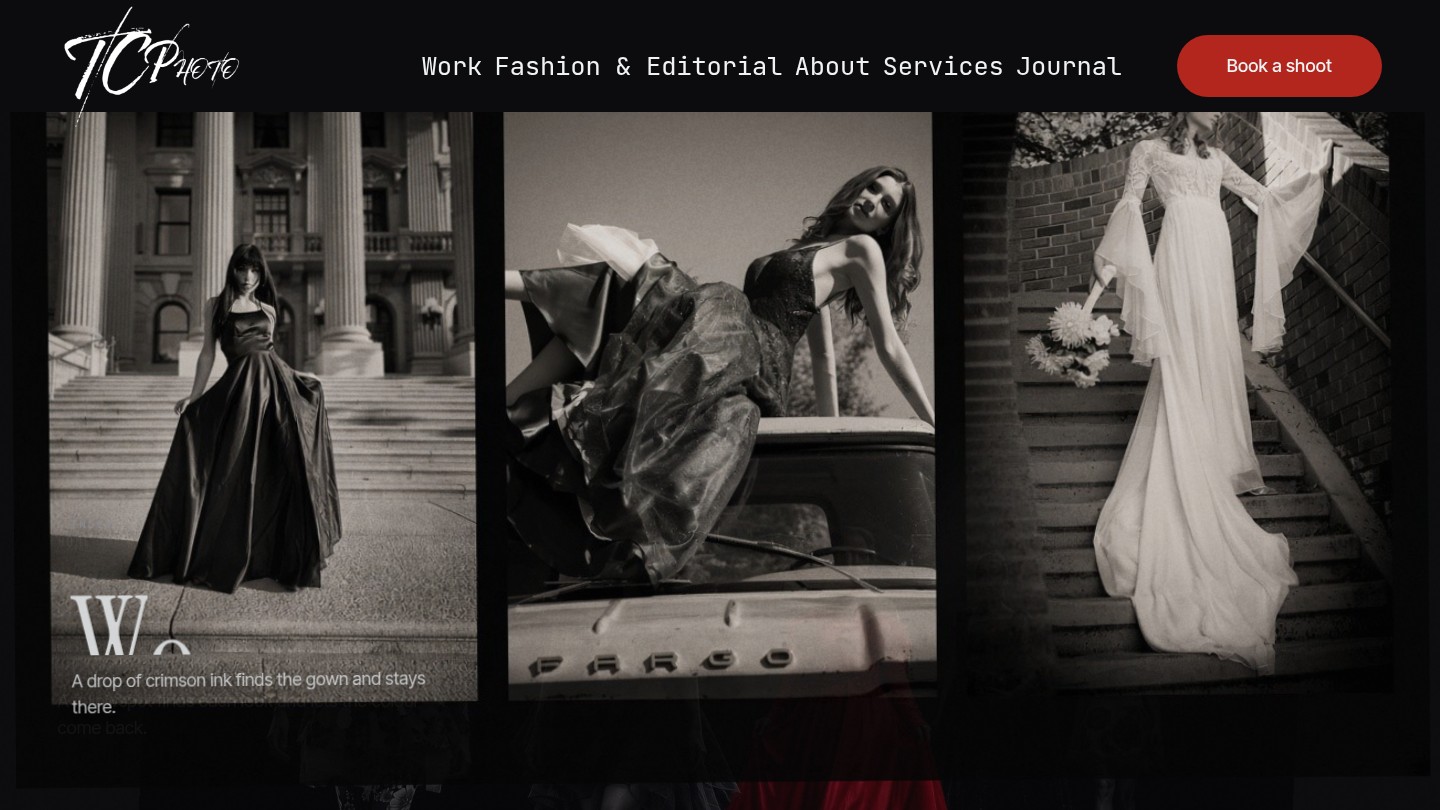 TCPHOTO
Work Fashion & Editorial About Services Journal
Book a shoot
FARGO
A drop of crimson ink finds the gown and stays
there.
come back.